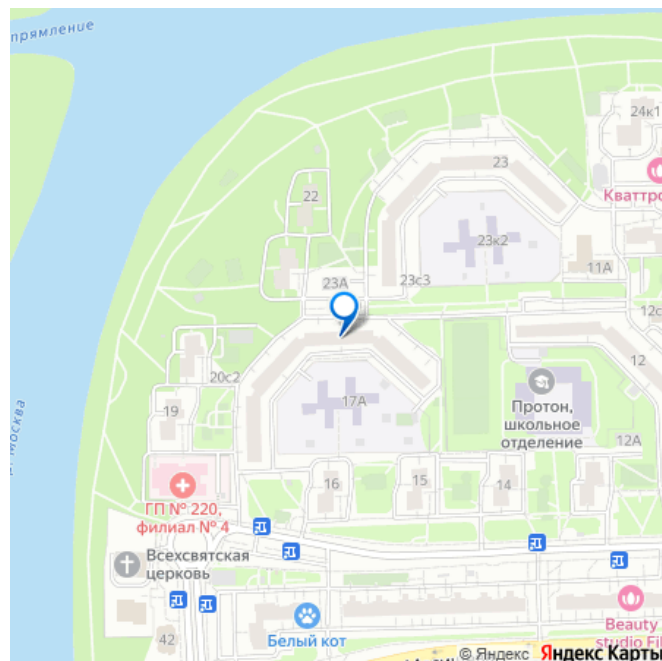 прямление
24к1
23
Кваттро
22
23к2
11А
23А
23с3
12с
12
20с2
17А
Протон,
школьное
отделение
19
12А
16
15
14
ГП № 220,
филиал № 4
Всехсвятская
церковь
Москва
Белый кот
Beauty
studio Fil
42
© Яндекс Яндекс Карты